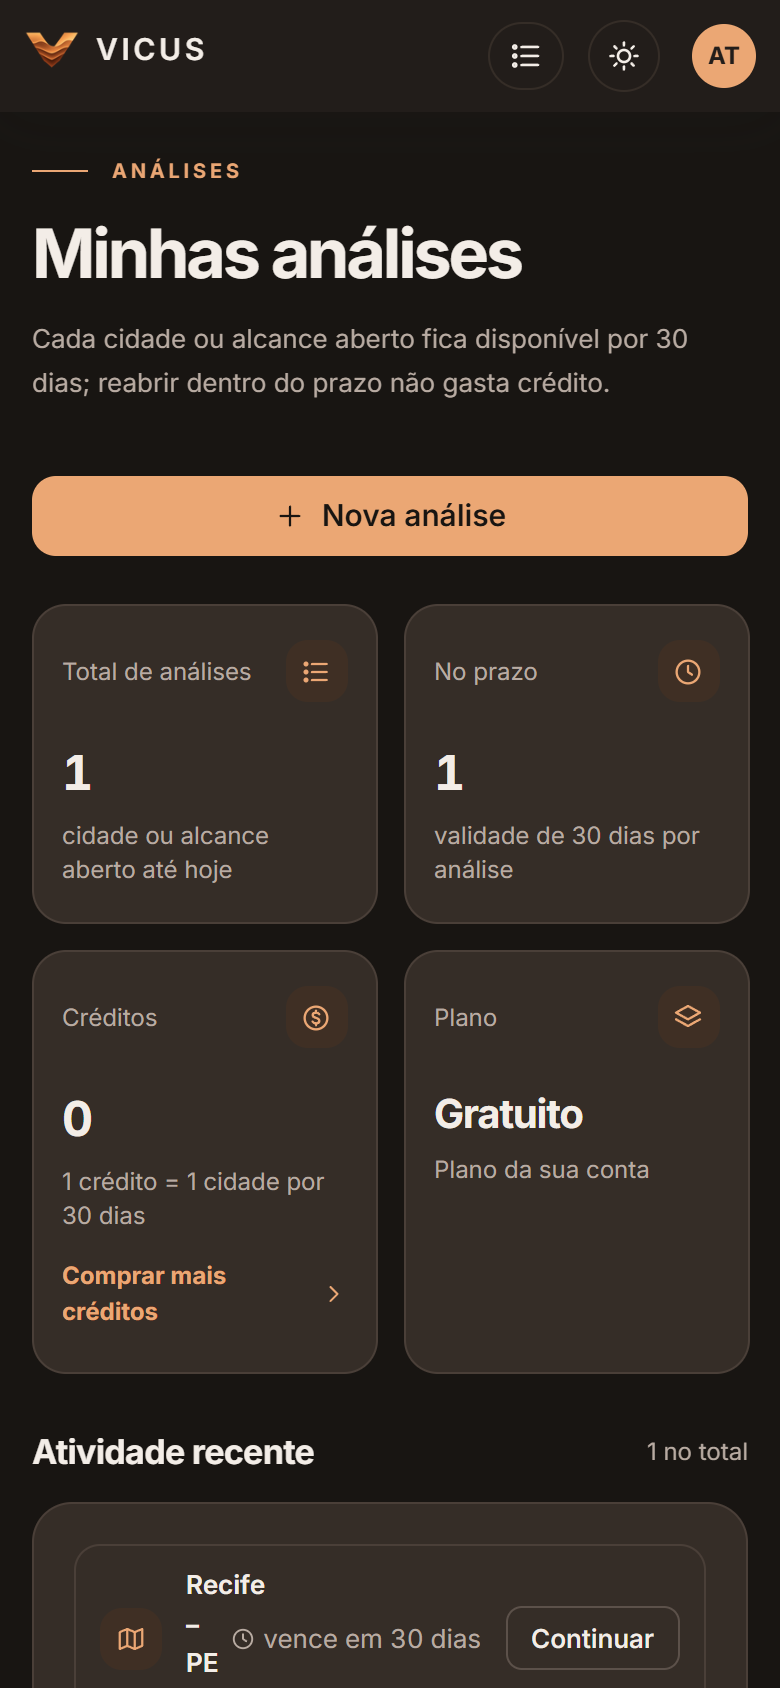 VICUS
AT
ANÁLISES
Minhas análises
Cada cidade ou alcance aberto fica disponível por 30
dias; reabrir dentro do prazo não gasta crédito.
+ Nova análise
Total de análises
1
cidade ou alcance
aberto até hoje
No prazo
1
validade de 30 dias por
análise
Créditos
0
1 crédito = 1 cidade por
30 dias
Comprar mais
créditos
Plano
Gratuito
Plano da sua conta
Atividade recente
1 no total
Recife
–
PE
vence em 30 dias
Continuar